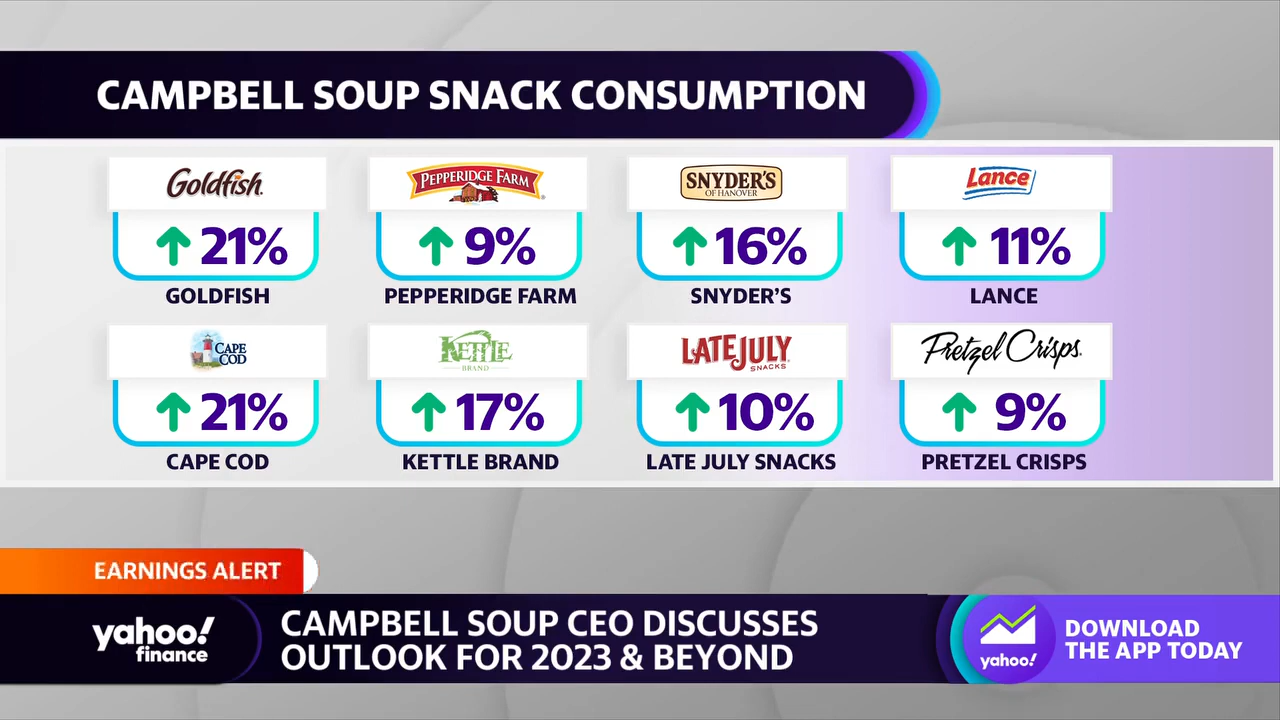 CAMPBELL SOUP SNACK CONSUMPTION
Goldfish.
PEPPERIDGE FARM®
SNYDER'S
OF HANOVER
Lance
21%
9%
16%
11%
GOLDFISH
PEPPERIDGE FARM
SNYDER'S
LANCE
CAPE
COD
KETTLE
BRAND
LATE JULY
SNACKS
Pretzel Crisps.
21%
17%
10%
9%
CAPE COD
KETTLE BRAND
LATE JULY SNACKS
PRETZEL CRISPS
EARNINGS ALERT
yahoo!
finance
CAMPBELL SOUP CEO DISCUSSES
OUTLOOK FOR 2023 & BEYOND
yahoo!
DOWNLOAD
THE APP TODAY